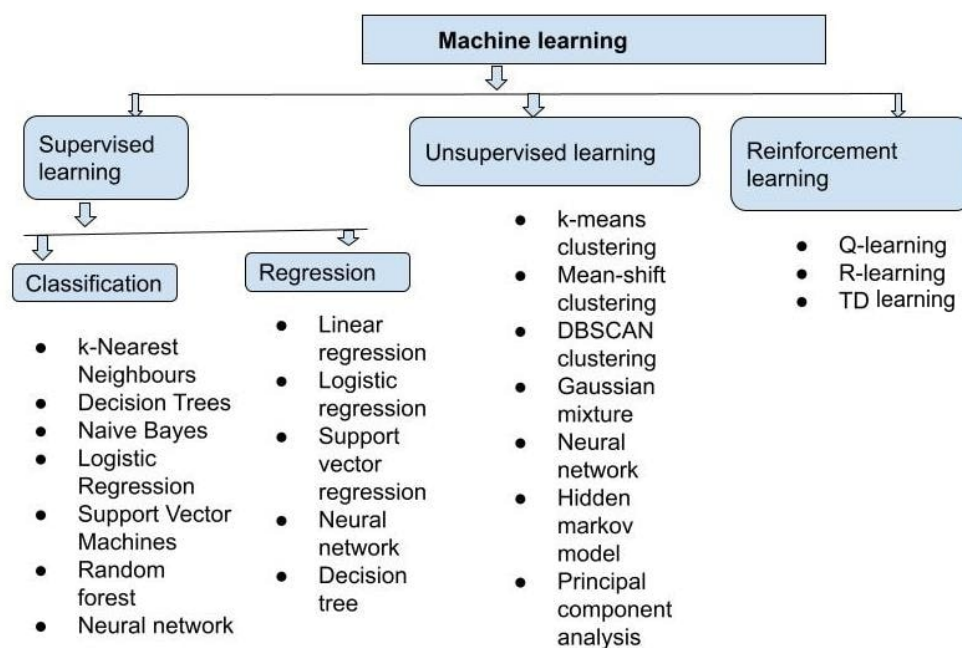 Machine learning
Supervised
learning
Unsupervised learning
Reinforcement
learning
Classification
Regression
● k-Nearest
Neighbours
● Decision Trees
● Naive Bayes
● Logistic
Regression
● Support Vector
Machines
● Random
forest
● Neural network
● Linear
regression
● Logistic
regression
● Support
vector
regression
● Neural
network
● Decision
tree
● k-means
clustering
● Mean-shift
clustering
● DBSCAN
clustering
● Gaussian
mixture
● Neural
network
● Hidden
markov
model
● Principal
component
analysis
● Q-learning
● R-learning
● TD learning